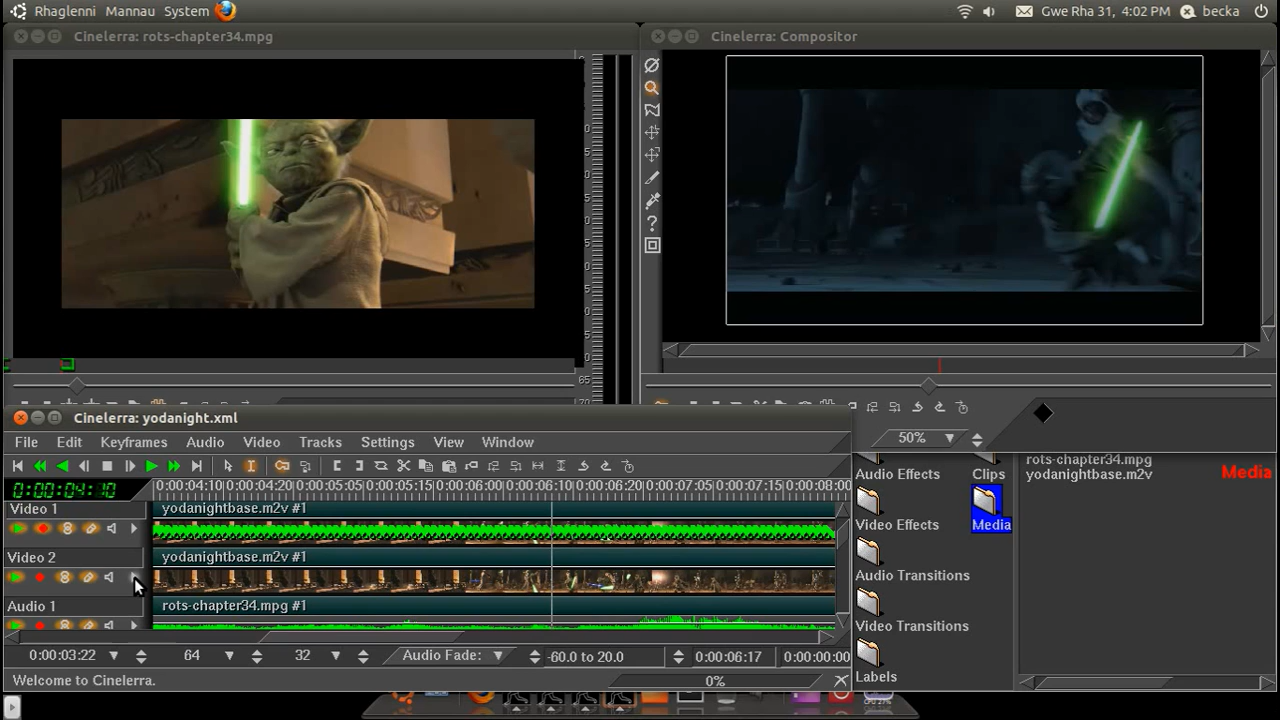 Rhaglenni Mannau System
Gwe Rha 31, 4:02 PM becka
Cinelerra: rots-chapter34.mpg
Cinelerra: Compositor
Cinelerra: yodanight.xml
File Edit Keyframes Audio Video Tracks Settings View Window
50%
0:00:04:10
0:00:04:10 0:00:04:20 0:00:05:05 0:00:05:15 0:00:06:00 0:00:06:10 0:00:06:20 0:00:07:05 0:00:07:15 0:00:08:00
Video 1
yodanightbase.m2v #1
Video 2
yodanightbase.m2v #1
Audio 1
rots-chapter34.mpg #1
0:00:03:22 64 32 Audio Fade: -60.0 to 20.0 0:00:06:17 0:00:00:00
Welcome to Cinelerra.
0%
Audio Effects
Video Effects
Audio Transitions
Video Transitions
Labels
Clips
Media
rots-chapter34.mpg
yodanightbase.m2v
Media